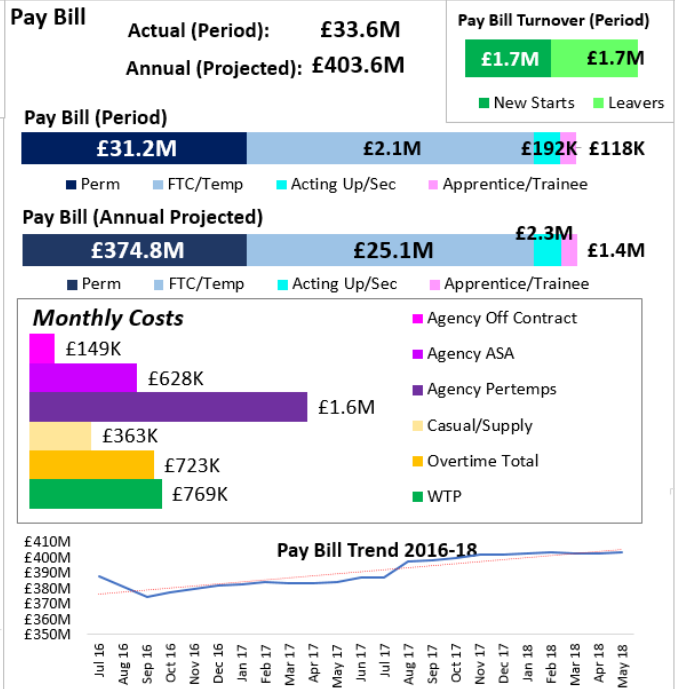 Pay Bill
Actual (Period): £33.6M
Annual (Projected): £403.6M
Pay Bill Turnover (Period)
£1.7M £1.7M
New Starts Leavers
Pay Bill (Period)
£31.2M £2.1M £192K £118K
Perm FTC/Temp Acting Up/Sec Apprentice/Trainee
Pay Bill (Annual Projected)
£374.8M £25.1M £2.3M £1.4M
Perm FTC/Temp Acting Up/Sec Apprentice/Trainee
Monthly Costs
£149K
£628K
£1.6M
£363K
£723K
£769K
Agency Off Contract
Agency ASA
Agency Pertemps
Casual/Supply
Overtime Total
WTP
Pay Bill Trend 2016-18
£410M
£400M
£390M
£380M
£370M
£360M
£350M
Jul 16 Aug 16 Sep 16 Oct 16 Nov 16 Dec 16 Jan 17 Feb 17 Mar 17 Apr 17 May 17 Jun 17 Jul 17 Aug 17 Sep 17 Oct 17 Nov 17 Dec 17 Jan 18 Feb 18 Mar 18 Apr 18 May 18